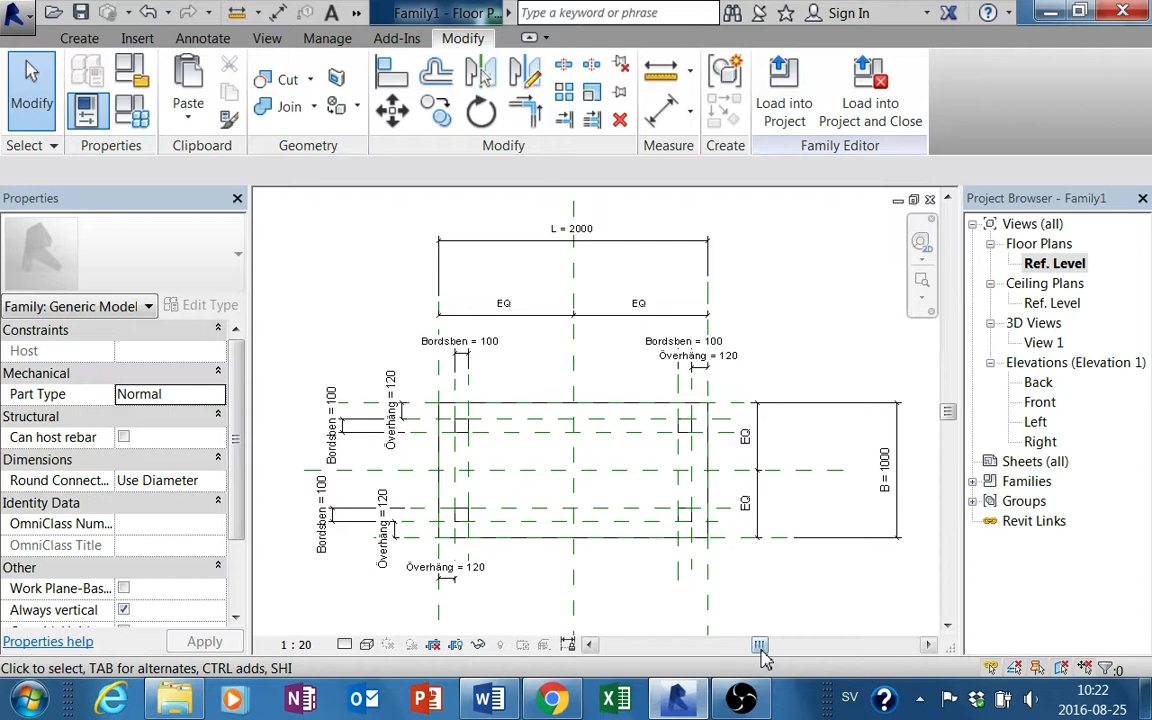 Family1 - Floor P...
Type a keyword or phrase
Sign In
Create
Insert
Annotate
View
Manage
Add-Ins
Modify
Modify
Paste
Cut
Join
Load into
Project
Load into
Project and Close
Select
Properties
Clipboard
Geometry
Modify
Measure
Create
Family Editor
Properties
Family: Generic Model
Edit Type
Constraints
Host
Mechanical
Part Type
Normal
Structural
Can host rebar
Dimensions
Round Connect...
Use Diameter
Identity Data
OmniClass Num...
OmniClass Title
Other
Work Plane-Bas...
Always vertical
Properties help
Apply
L = 2000
EQ
EQ
Bordsben = 100
Bordsben = 100
Överhäng = 120
Bordsben = 100
Överhäng = 120
EQ
EQ
B = 1000
Bordsben = 100
Överhäng = 120
Överhäng = 120
2D
Project Browser - Family1
Views (all)
Floor Plans
Ref. Level
Ceiling Plans
Ref. Level
3D Views
View 1
Elevations (Elevation 1)
Back
Front
Left
Right
Sheets (all)
Families
Groups
Revit Links
1 : 20
Click to select, TAB for alternates, CTRL adds, SHI
:0
SV
10:22
2016-08-25